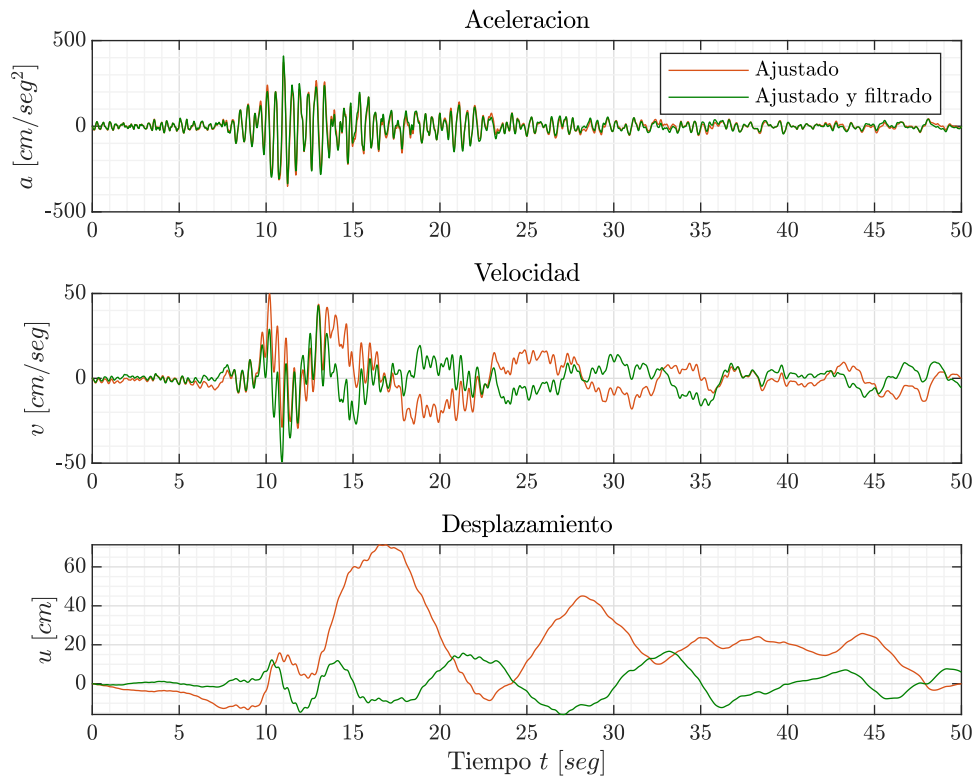 Aceleracion
500
0
-500
a [cm/seg²]
Ajustado
Ajustado y filtrado
0 5 10 15 20 25 30 35 40 45 50
Velocidad
50
0
-50
v [cm/seg]
0 5 10 15 20 25 30 35 40 45 50
Desplazamiento
60
40
20
0
u [cm]
0 5 10 15 20 25 30 35 40 45 50
Tiempo t [seg]